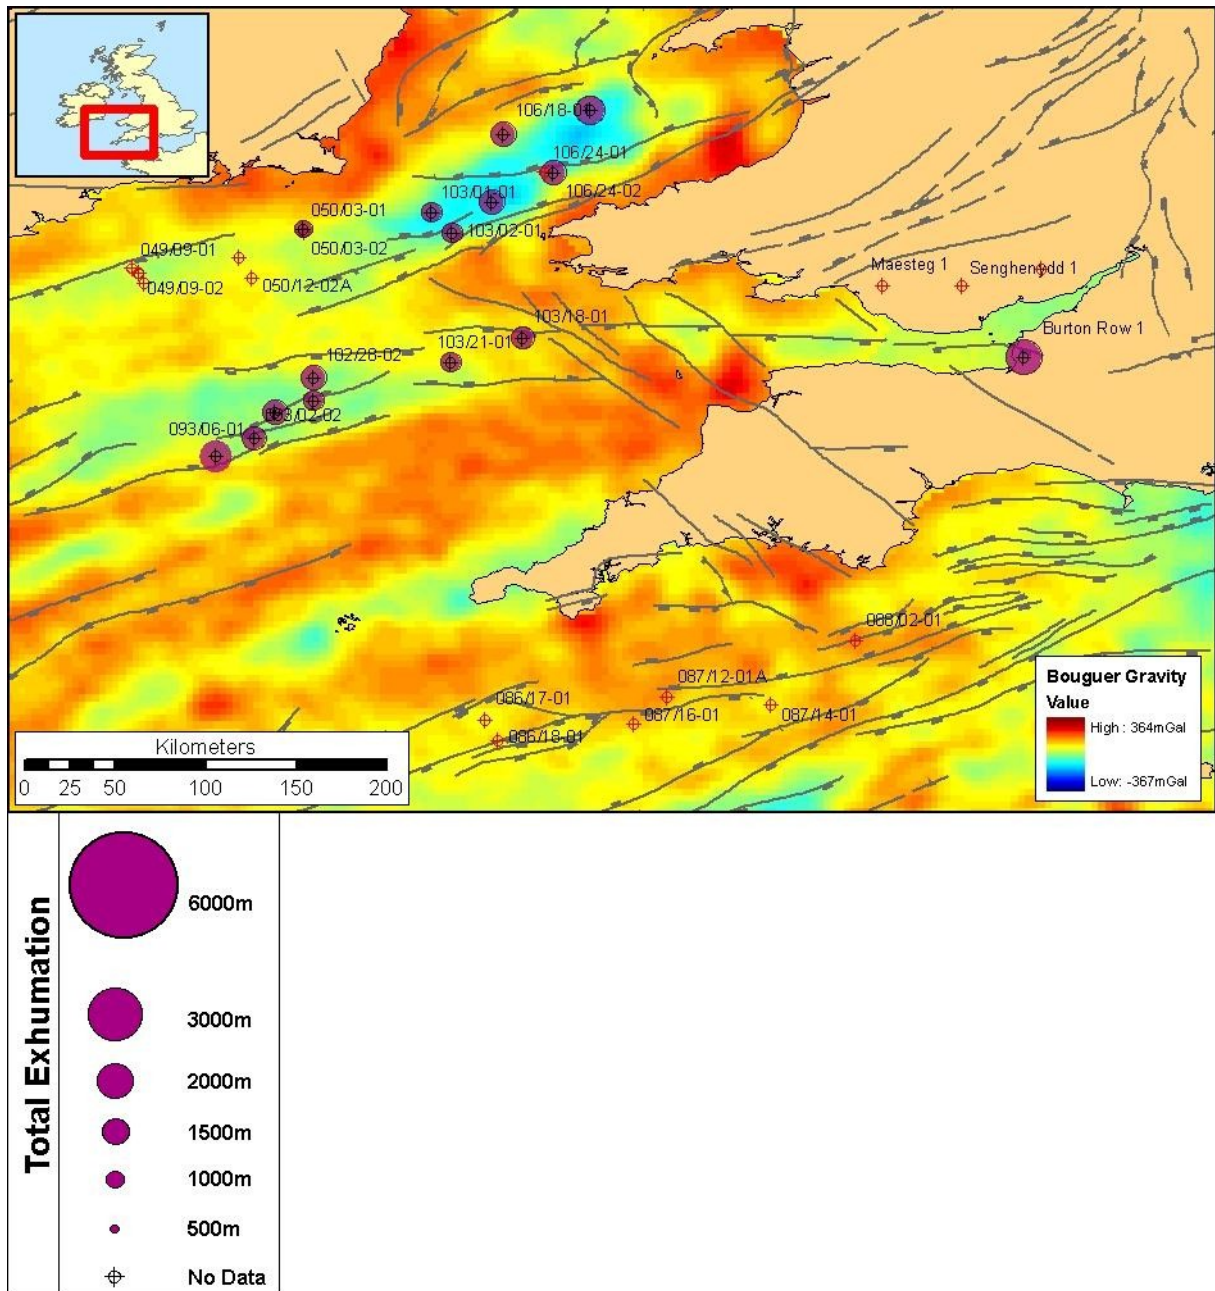 106/18-01
106/24-01
106/24-02
103/01-01
103/02-01
050/03-01
050/03-02
049/09-01
049/09-02
050/12-02A
Maesteg 1
Senghenydd 1
Burton Row 1
103/18-01
103/21-01
102/28-02
093/02-02
093/06-01
088/02-01
087/12-01A
086/17-01
087/16-01
087/14-01
086/18-01
Kilometers
0 25 50 100 150 200
Bouguer Gravity
Value
High : 364mGal
Low: -367mGal
Total Exhumation
6000m
3000m
2000m
1500m
1000m
500m
No Data